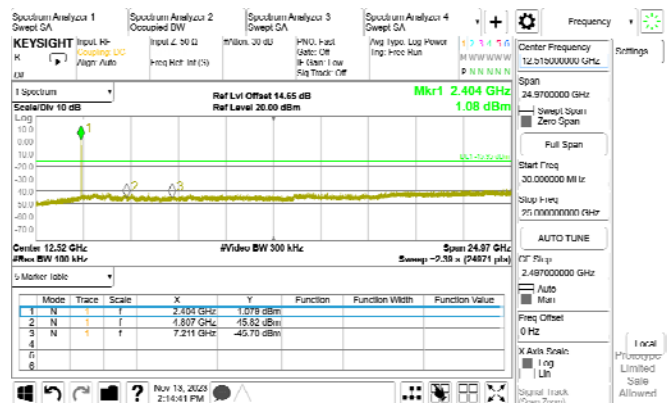 Spectrum Analyzer 1
Swept SA
Spectrum Analyzer 2
Occupied BW
Spectrum Analyzer 3
Swept SA
Spectrum Analyzer 4
Swept SA
Frequency
KEYSIGHT
Input: RF
Coupling: DC
Align: Auto
Input Z: 50 Ω
Freq Ref: Int (S)
#Atten: 30 dB
PNO: Fast
Gate: Off
IF Gain: Low
Sig Track: Off
Avg Type: Log Power
Trig: Free Run
1 2 3 4 5 6
M W W W W W
P N N N N N
1 Spectrum
Scale/Div 10 dB
Ref Lvl Offset 14.65 dB
Ref Level 20.00 dBm
Mkr1 2.404 GHz
1.08 dBm
Log
10.0
0.00
-10.0
-20.0
-30.0
-40.0
-50.0
-70.0
1
2
3
Center 12.52 GHz
#Res BW 100 kHz
#Video BW 300 kHz
Span 24.97 GHz
Sweep ~2.39 s (24971 pts)
5 Marker Table
Mode Trace Scale X Y Function Function Width Function Value
1 N 1 f 2.404 GHz 1.079 dBm
2 N 1 f 4.807 GHz -45.82 dBm
3 N 1 f 7.211 GHz -45.70 dBm
4
5
6
Nov 13, 2023
2:14:41 PM
Center Frequency
12.515000000 GHz
Span
24.9700000 GHz
Swept Span
Zero Span
Full Span
Start Freq
30.000000 MHz
Stop Freq
25.000000000 GHz
AUTO TUNE
CF Step
2.497000000 GHz
Auto
Man
Freq Offset
0 Hz
X Axis Scale
Log
Lin
Signal Track
(Span Zoom)
Settings
Local
Prototype
Limited
Sale
Allowed